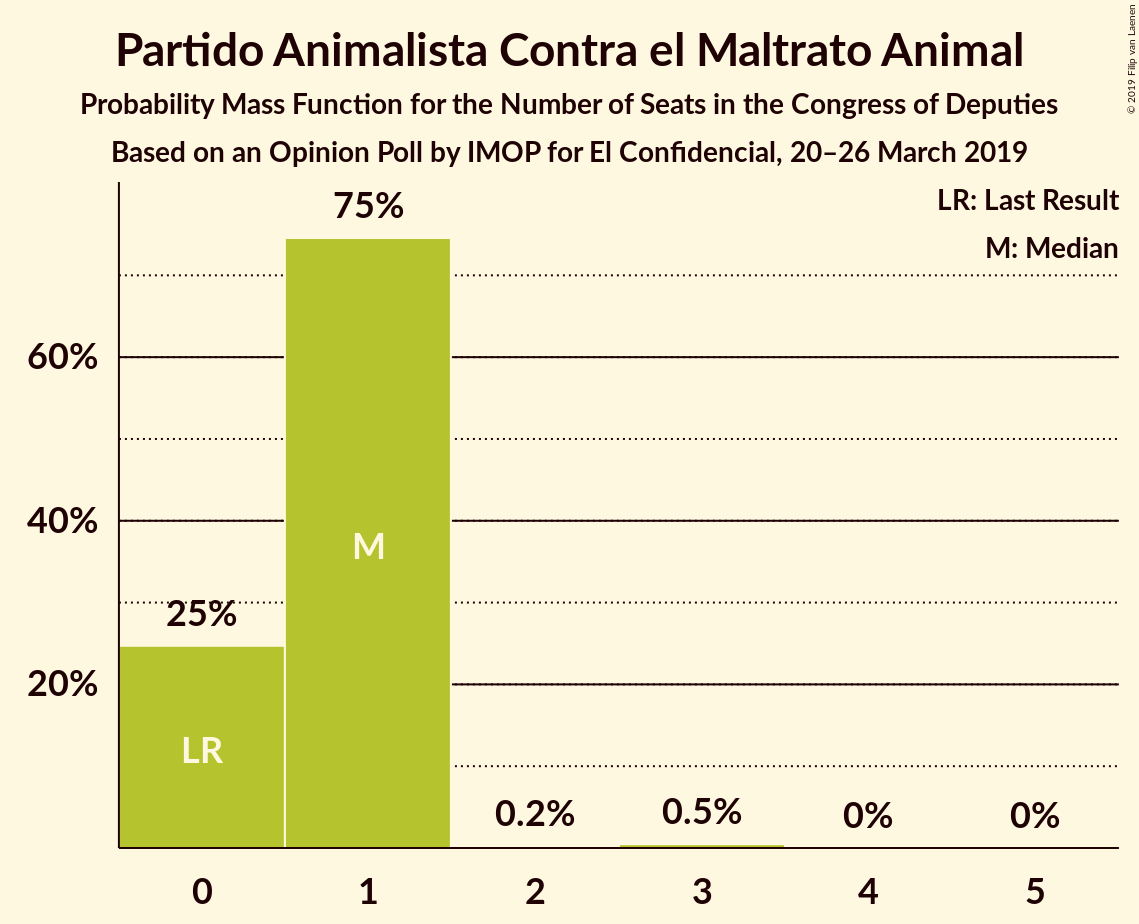 Partido Animalista Contra el Maltrato Animal
Probability Mass Function for the Number of Seats in the Congress of Deputies
Based on an Opinion Poll by IMOP for El Confidencial, 20–26 March 2019
© 2019 Filip van Laenen
LR: Last Result
M: Median
75%
60%
40%
M
25%
20%
LR
0.2%
0.5%
0%
0%
0
1
2
3
4
5